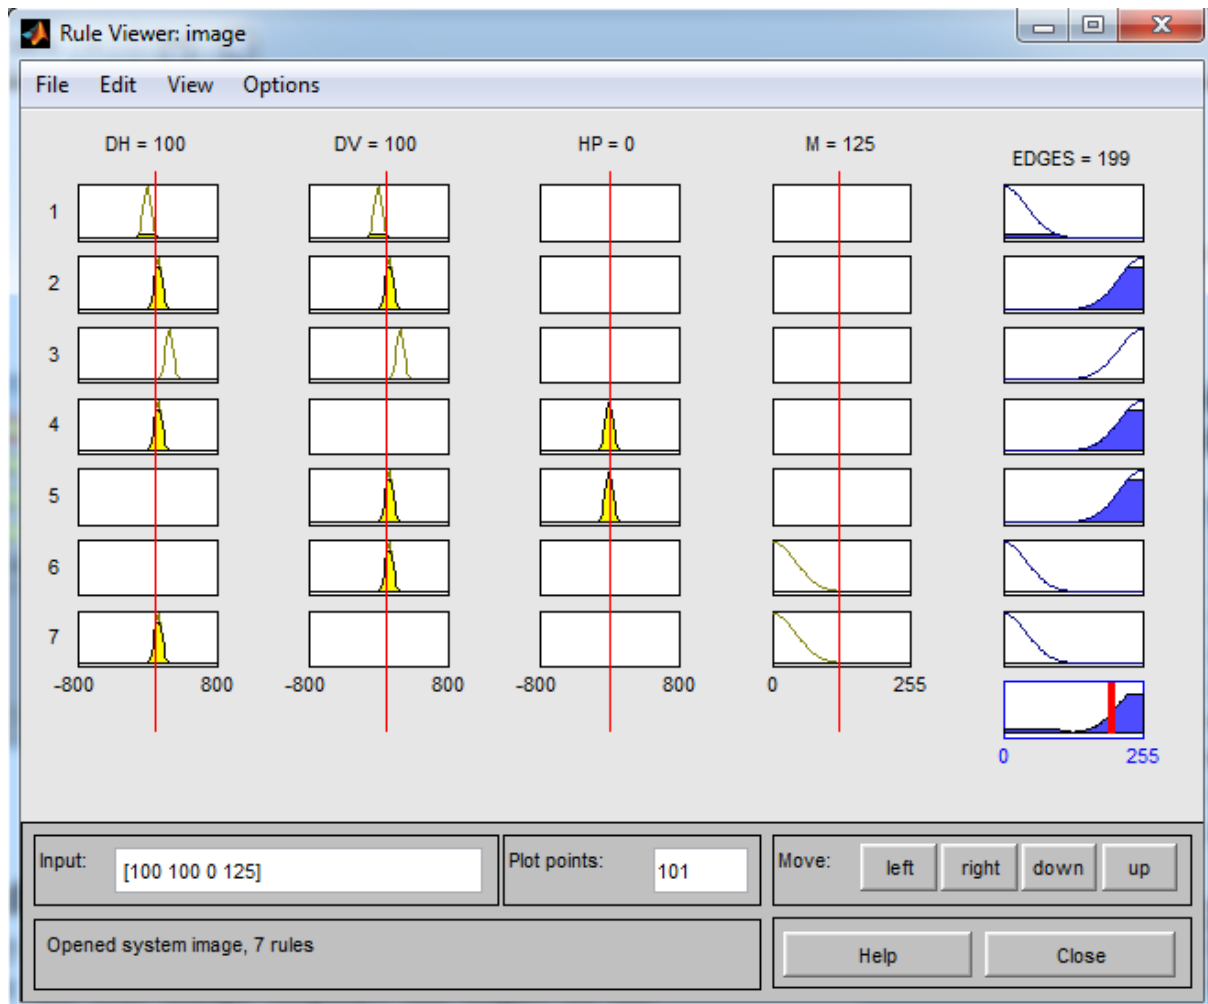 Rule Viewer: image
File Edit View Options
DH = 100 DV = 100 HP = 0 M = 125 EDGES = 199
1
2
3
4
5
6
7
-800 800 -800 800 -800 800 0 255
0 255
Input: [100 100 0 125] Plot points: 101 Move: left right down up
Opened system image, 7 rules Help Close